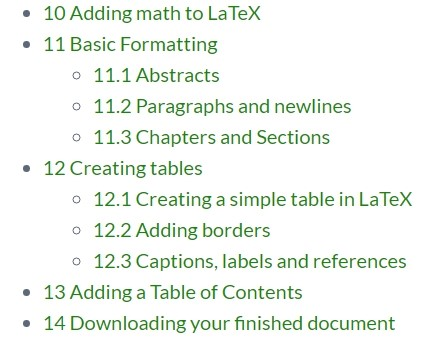 10 Adding math to LaTeX
11 Basic Formatting
11.1 Abstracts
11.2 Paragraphs and newlines
11.3 Chapters and Sections
12 Creating tables
12.1 Creating a simple table in LaTeX
12.2 Adding borders
12.3 Captions, labels and references
13 Adding a Table of Contents
14 Downloading your finished document